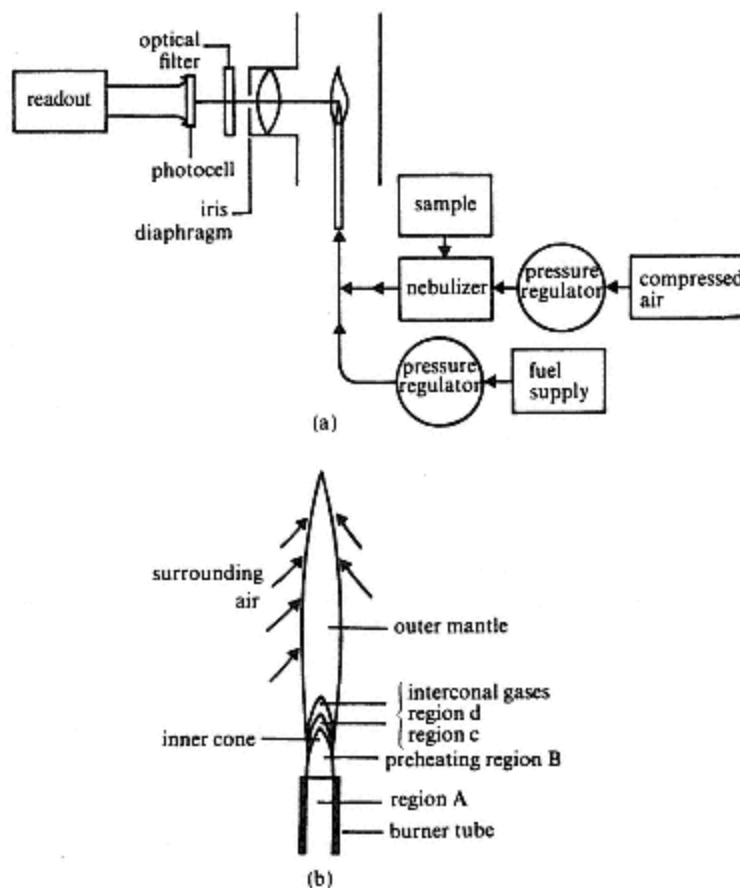 optical
filter
readout
photocell
iris
diaphragm
sample
nebulizer
pressure
regulator
compressed
air
pressure
regulator
fuel
supply
(a)
surrounding
air
outer mantle
interconal gases
region d
region c
inner cone
preheating region B
region A
burner tube
(b)